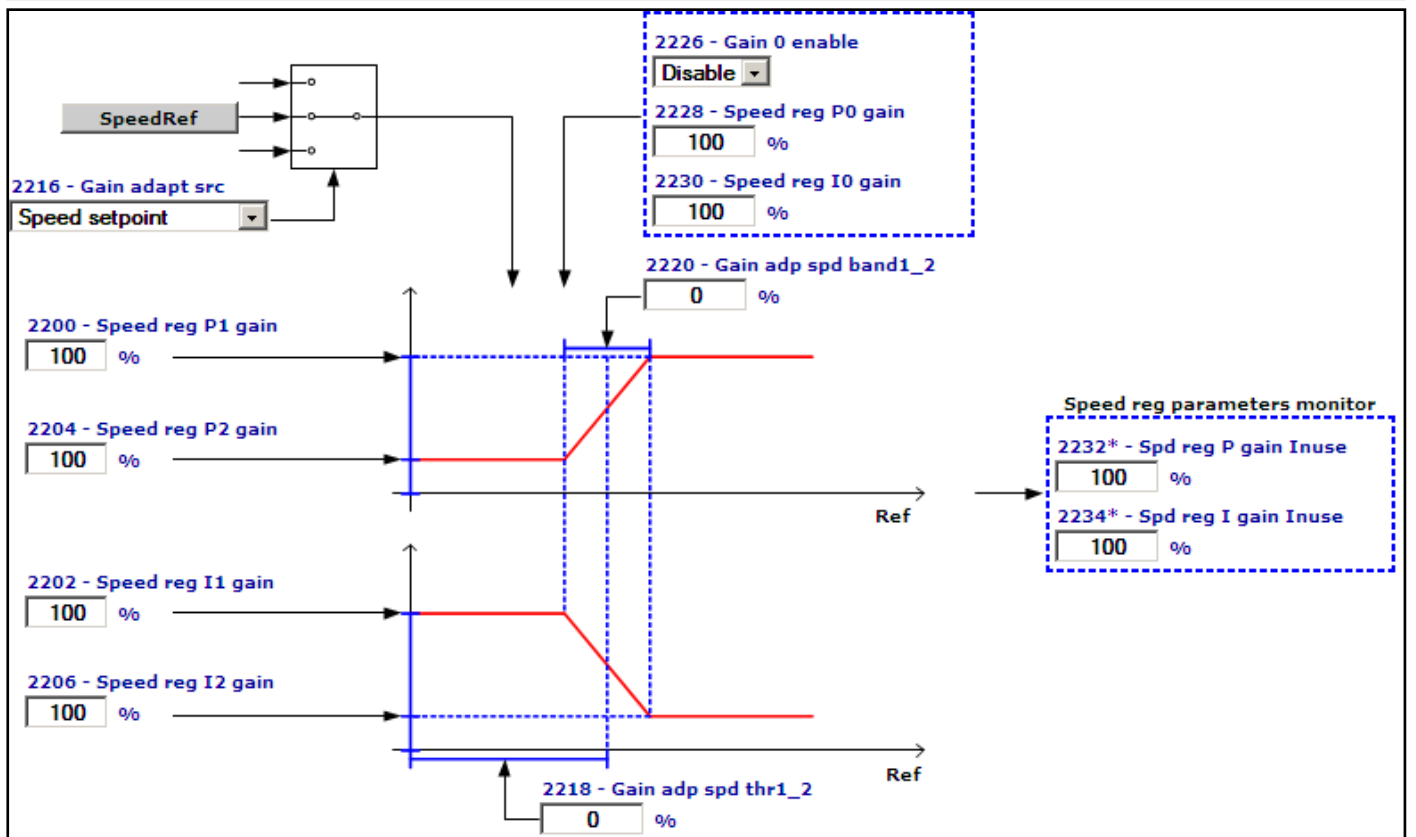 2226 - Gain 0 enable
Disable
2228 - Speed reg P0 gain
100 %
2230 - Speed reg I0 gain
100 %
SpeedRef
2216 - Gain adapt src
Speed setpoint
2220 - Gain adp spd band1_2
0 %
2200 - Speed reg P1 gain
100 %
2204 - Speed reg P2 gain
100 %
Ref
Speed reg parameters monitor
2232* - Spd reg P gain Inuse
100 %
2234* - Spd reg I gain Inuse
100 %
2202 - Speed reg I1 gain
100 %
2206 - Speed reg I2 gain
100 %
Ref
2218 - Gain adp spd thr1_2
0 %